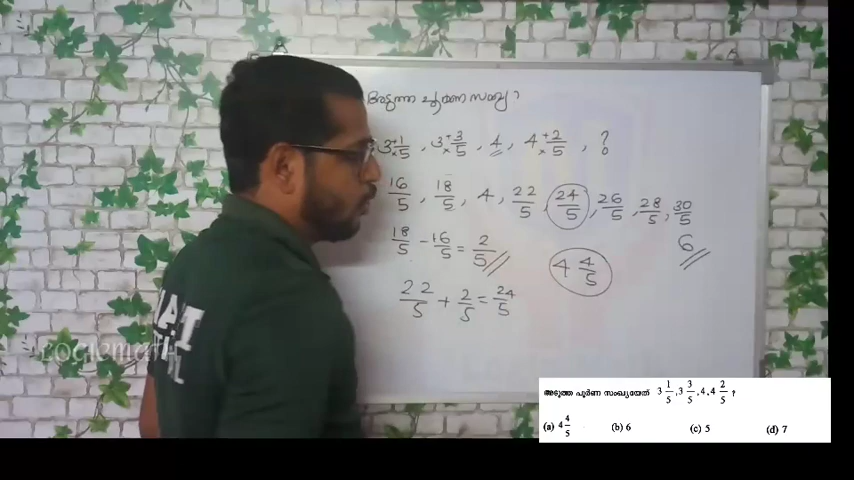 അടുത്ത പൂർണ സംഖ്യ ?
3 1/5 , 3 3/5 , 4 , 4 2/5 , ?
16/5 , 18/5 , 4 , 22/5 , 24/5 , 26/5 , 28/5 , 30/5
18/5 - 16/5 = 2/5
4 4/5
6
22/5 + 2/5 = 24/5
Logicmath
അടുത്ത പൂർണ സംഖ്യയേത് 3 1/5 , 3 3/5 , 4 , 4 2/5 ?
(a) 4 4/5 (b) 6 (c) 5 (d) 7